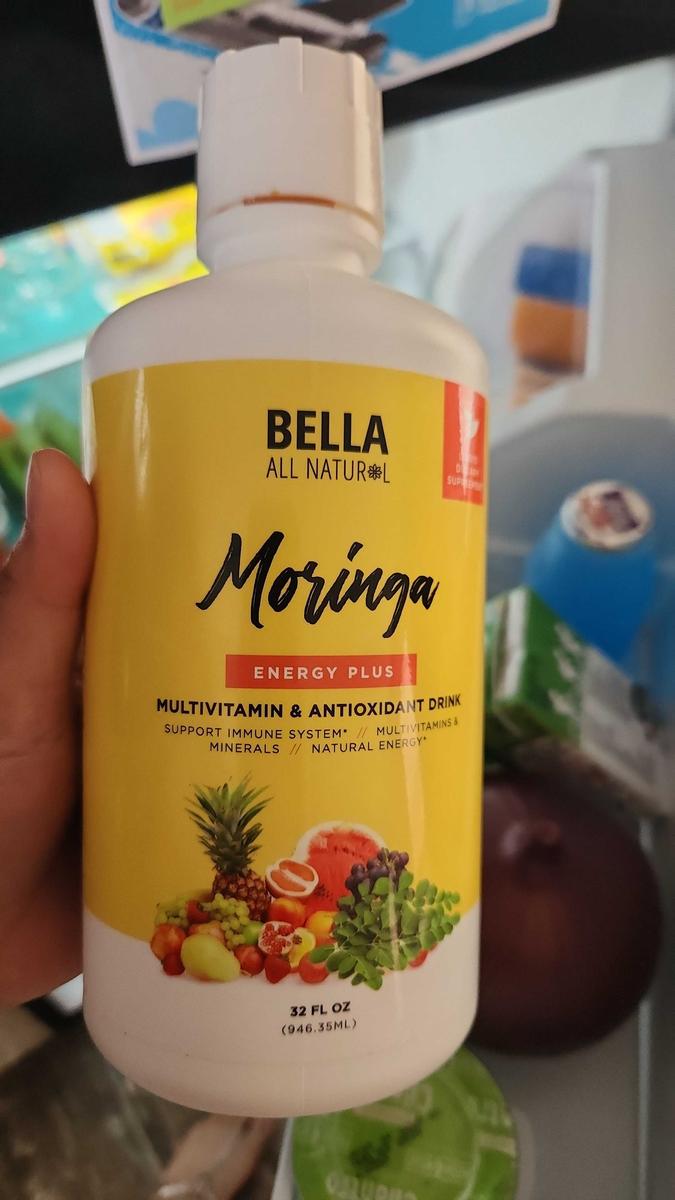 BELLA
ALL NATURAL
Moringa
ENERGY PLUS
MULTIVITAMIN & ANTIOXIDANT DRINK
SUPPORT IMMUNE SYSTEM* // MULTIVITAMINS &
MINERALS // NATURAL ENERGY*
32 FL OZ
(946.35ML)